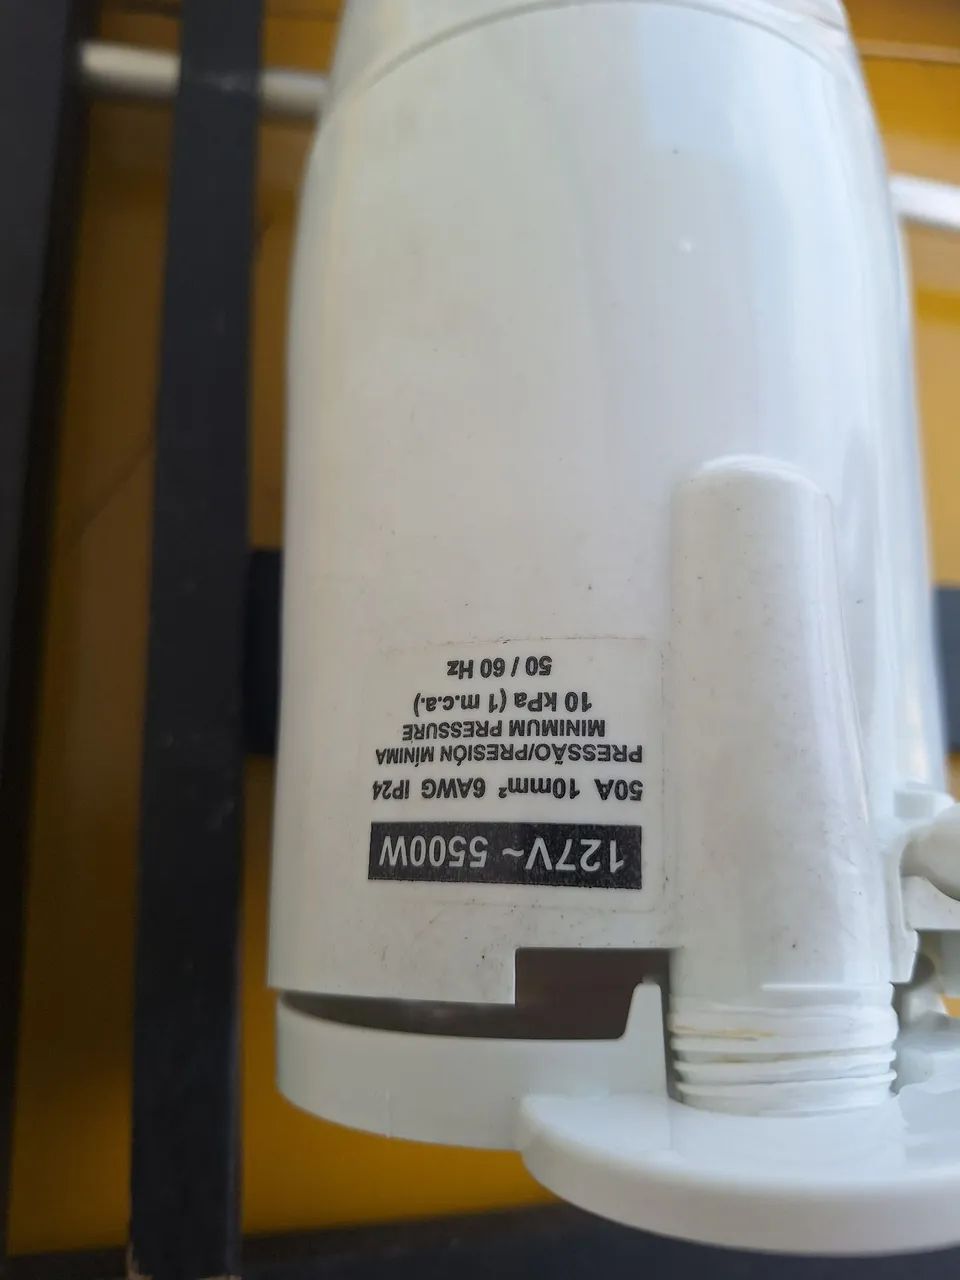 127V~ 5500W
50A 10mm² 6AWG IP24
PRESSÃO/PRESIÓN MÍNIMA
MINIMUM PRESSURE
10 kPa (1 m.c.a.)
50 / 60 Hz